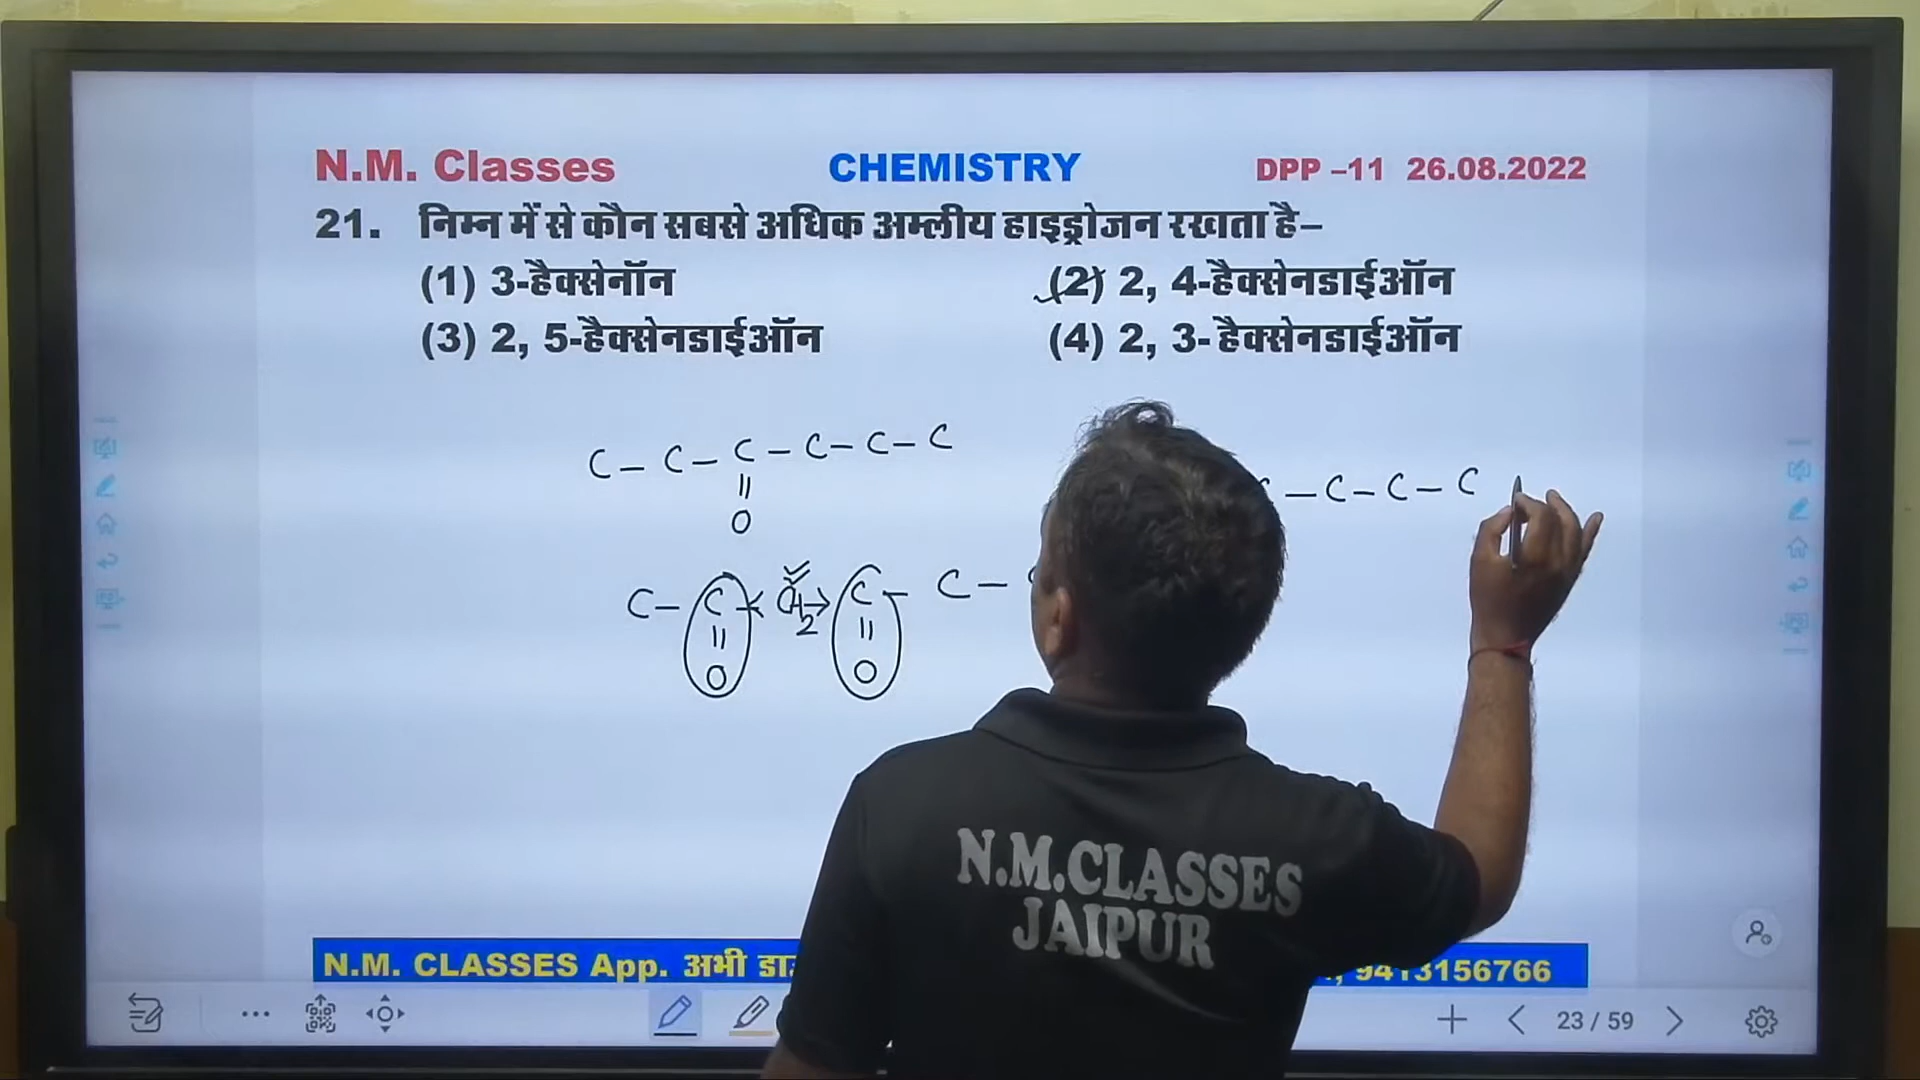 N.M. Classes CHEMISTRY DPP –11 26.08.2022
21. निम्न में से कौन सबसे अधिक अम्लीय हाइड्रोजन रखता है–
(1) 3-हैक्सेनॉन (2) 2, 4-हैक्सेनडाईऑन
(3) 2, 5-हैक्सेनडाईऑन (4) 2, 3- हैक्सेनडाईऑन
C – C – C – C – C – C
||
O
– C – C – C
C – C CH2 C – C –
|| ||
O O
N.M.CLASSES
JAIPUR
N.M. CLASSES App. अभी 9413156766
23 / 59